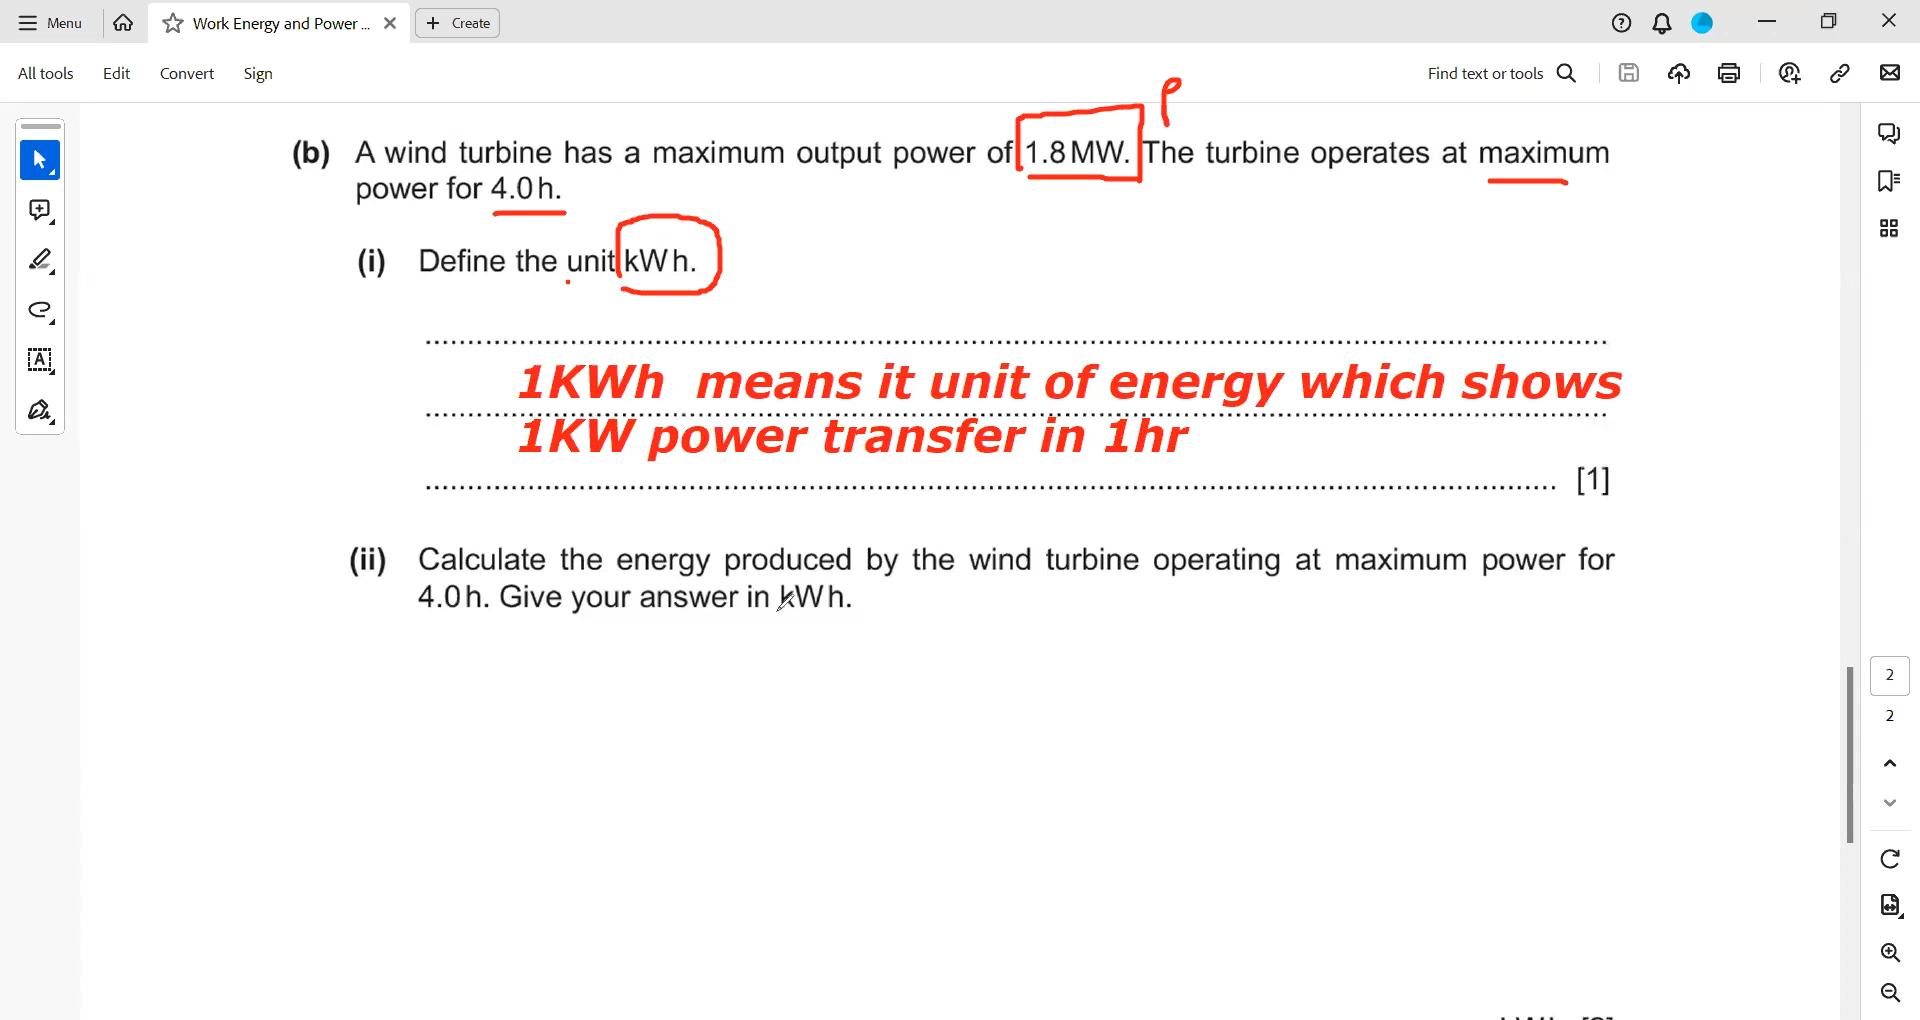 Menu
Work Energy and Power ...
Create
All tools
Edit
Convert
Sign
Find text or tools
P
(b) A wind turbine has a maximum output power of 1.8 MW. The turbine operates at maximum
power for 4.0 h.
(i) Define the unit kW h.
1KWh means it unit of energy which shows
1KW power transfer in 1hr
[1]
(ii) Calculate the energy produced by the wind turbine operating at maximum power for
4.0 h. Give your answer in kW h.
2
2